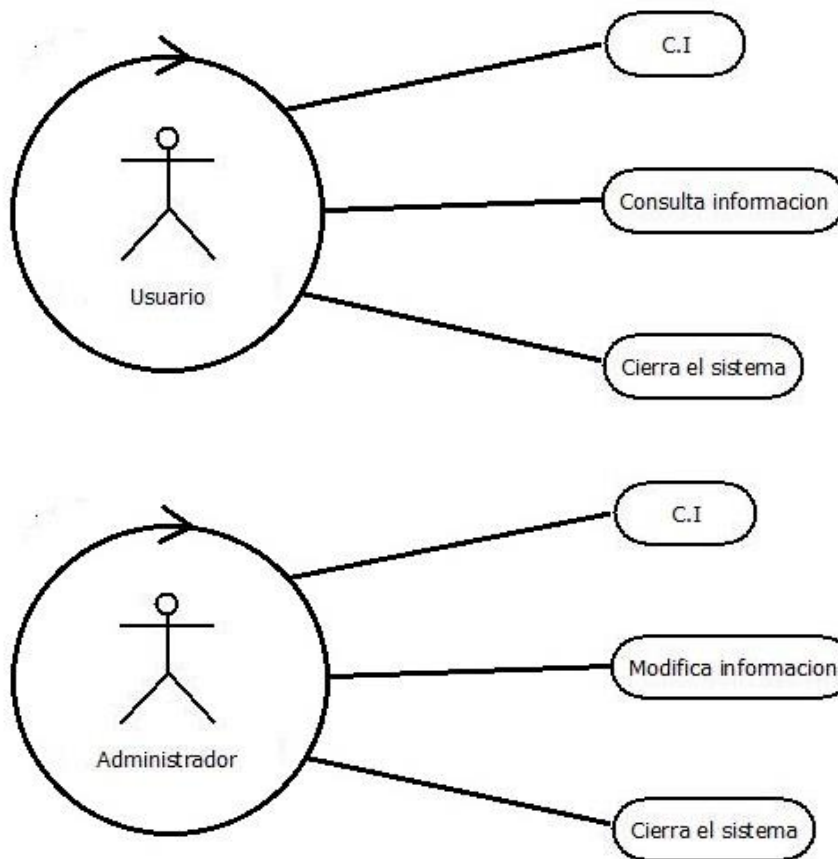 C.I
Consulta informacion
Usuario
Cierra el sistema
C.I
Modifica informacion
Administrador
Cierra el sistema